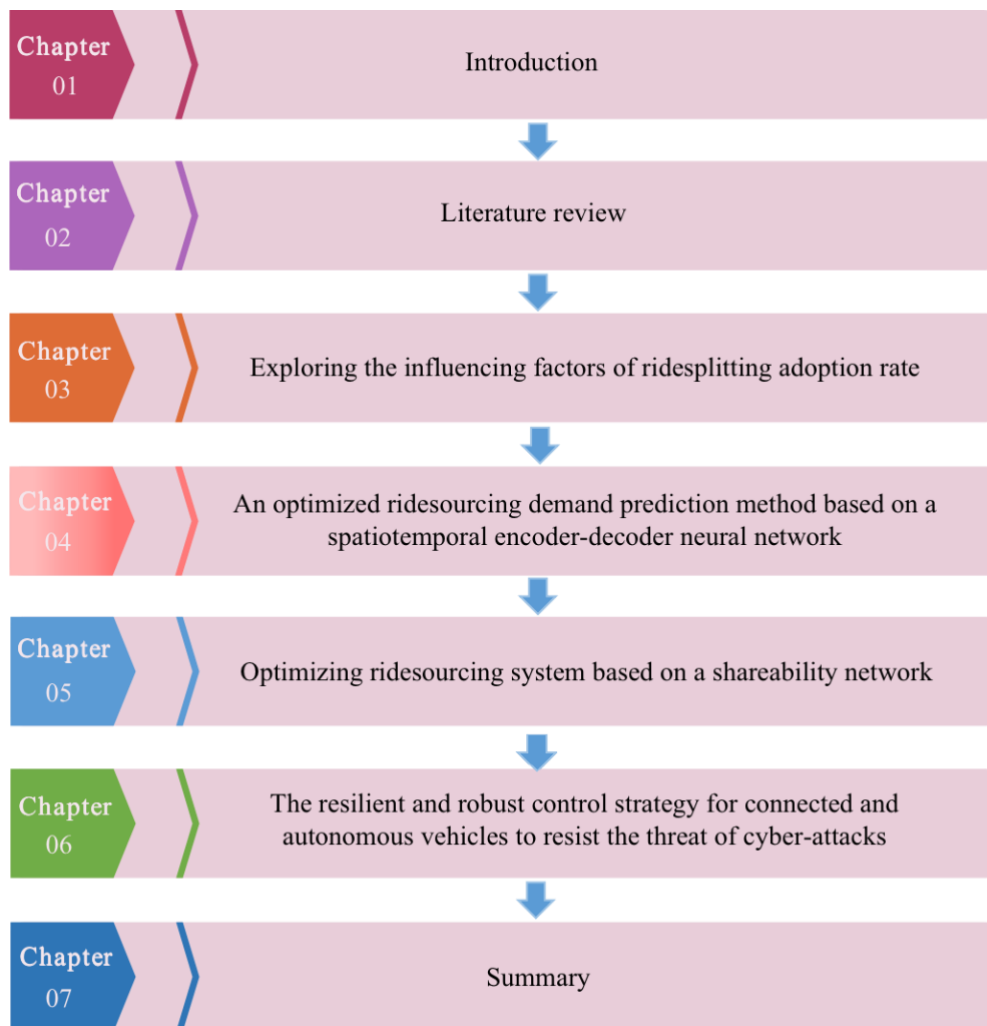 Chapter
01
Introduction
Chapter
02
Literature review
Chapter
03
Exploring the influencing factors of ridesplitting adoption rate
Chapter
04
An optimized ridesourcing demand prediction method based on a
spatiotemporal encoder-decoder neural network
Chapter
05
Optimizing ridesourcing system based on a shareability network
Chapter
06
The resilient and robust control strategy for connected and
autonomous vehicles to resist the threat of cyber-attacks
Chapter
07
Summary